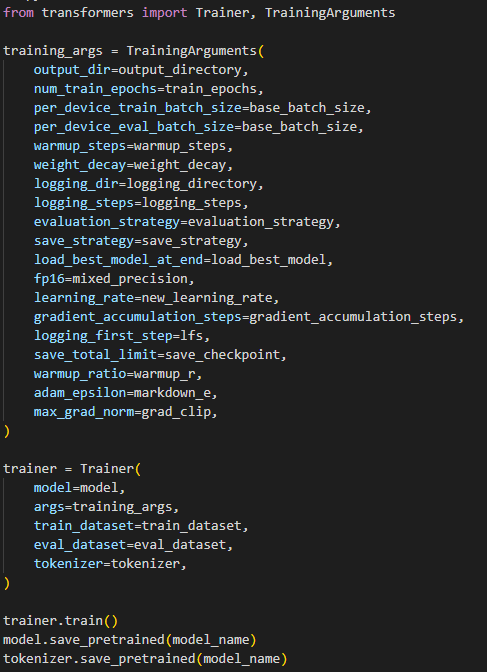 from transformers import Trainer, TrainingArguments
training_args = TrainingArguments(
    output_dir=output_directory,
    num_train_epochs=train_epochs,
    per_device_train_batch_size=base_batch_size,
    per_device_eval_batch_size=base_batch_size,
    warmup_steps=warmup_steps,
    weight_decay=weight_decay,
    logging_dir=logging_directory,
    logging_steps=logging_steps,
    evaluation_strategy=evaluation_strategy,
    save_strategy=save_strategy,
    load_best_model_at_end=load_best_model,
    fp16=mixed_precision,
    learning_rate=new_learning_rate,
    gradient_accumulation_steps=gradient_accumulation_steps,
    logging_first_step=lfs,
    save_total_limit=save_checkpoint,
    warmup_ratio=warmup_r,
    adam_epsilon=markdown_e,
    max_grad_norm=grad_clip,
)
trainer = Trainer(
    model=model,
    args=training_args,
    train_dataset=train_dataset,
    eval_dataset=eval_dataset,
    tokenizer=tokenizer,
)
trainer.train()
model.save_pretrained(model_name)
tokenizer.save_pretrained(model_name)